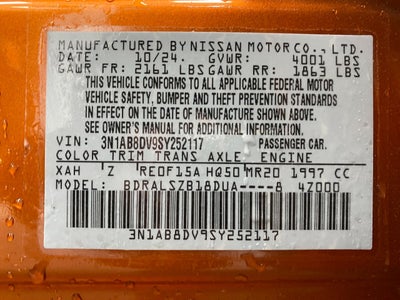 MANUFACTURED BY NISSAN MOTOR CO., LTD.
DATE: 10/24. GVWR: 4001 LBS
GAWR FR: 2161 LBS GAWR RR: 1863 LBS
THIS VEHICLE CONFORMS TO ALL APPLICABLE FEDERAL MOTOR
VEHICLE SAFETY, BUMPER AND THEFT PREVENTION STANDARDS
IN EFFECT ON THE DATE OF MANUFACTURE SHOWN ABOVE.
SEE OWNER'S MANUAL FOR ADDITIONAL INFORMATION.
VIN: 3N1AB8DV9SY252117 PASSENGER CAR.
COLOR TRIM TRANS AXLE. ENGINE
XAH Z RE0F15A HQ50 MR20 1997 CC
MODEL: BDRALSZB18DUA----8 4Z000
3N1AB8DV9SY252117